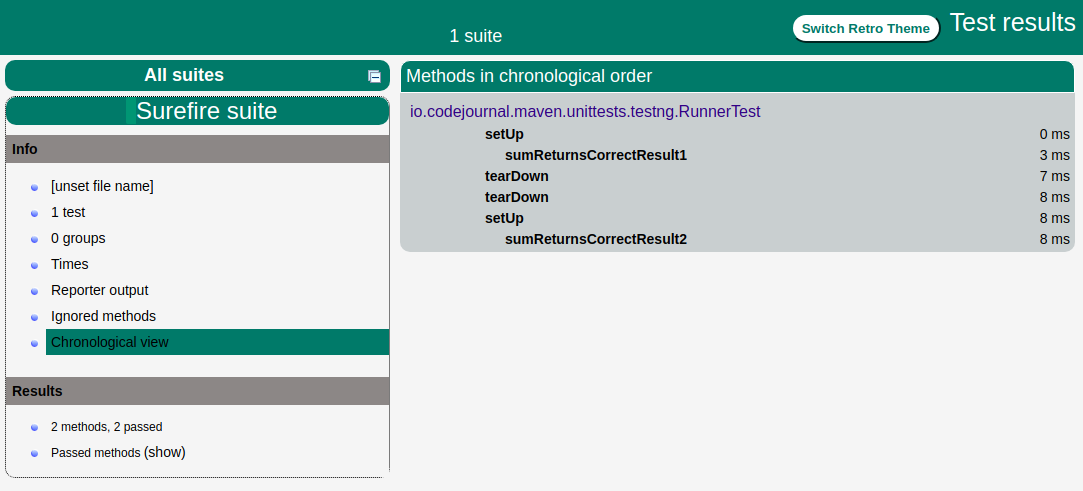 1 suite
Switch Retro Theme
Test results
All suites
Surefire suite
Info
[unset file name]
1 test
0 groups
Times
Reporter output
Ignored methods
Chronological view
Results
2 methods, 2 passed
Passed methods (show)
Methods in chronological order
io.codejournal.maven.unittests.testng.RunnerTest
setUp 0 ms
sumReturnsCorrectResult1 3 ms
tearDown 7 ms
tearDown 8 ms
setUp 8 ms
sumReturnsCorrectResult2 8 ms